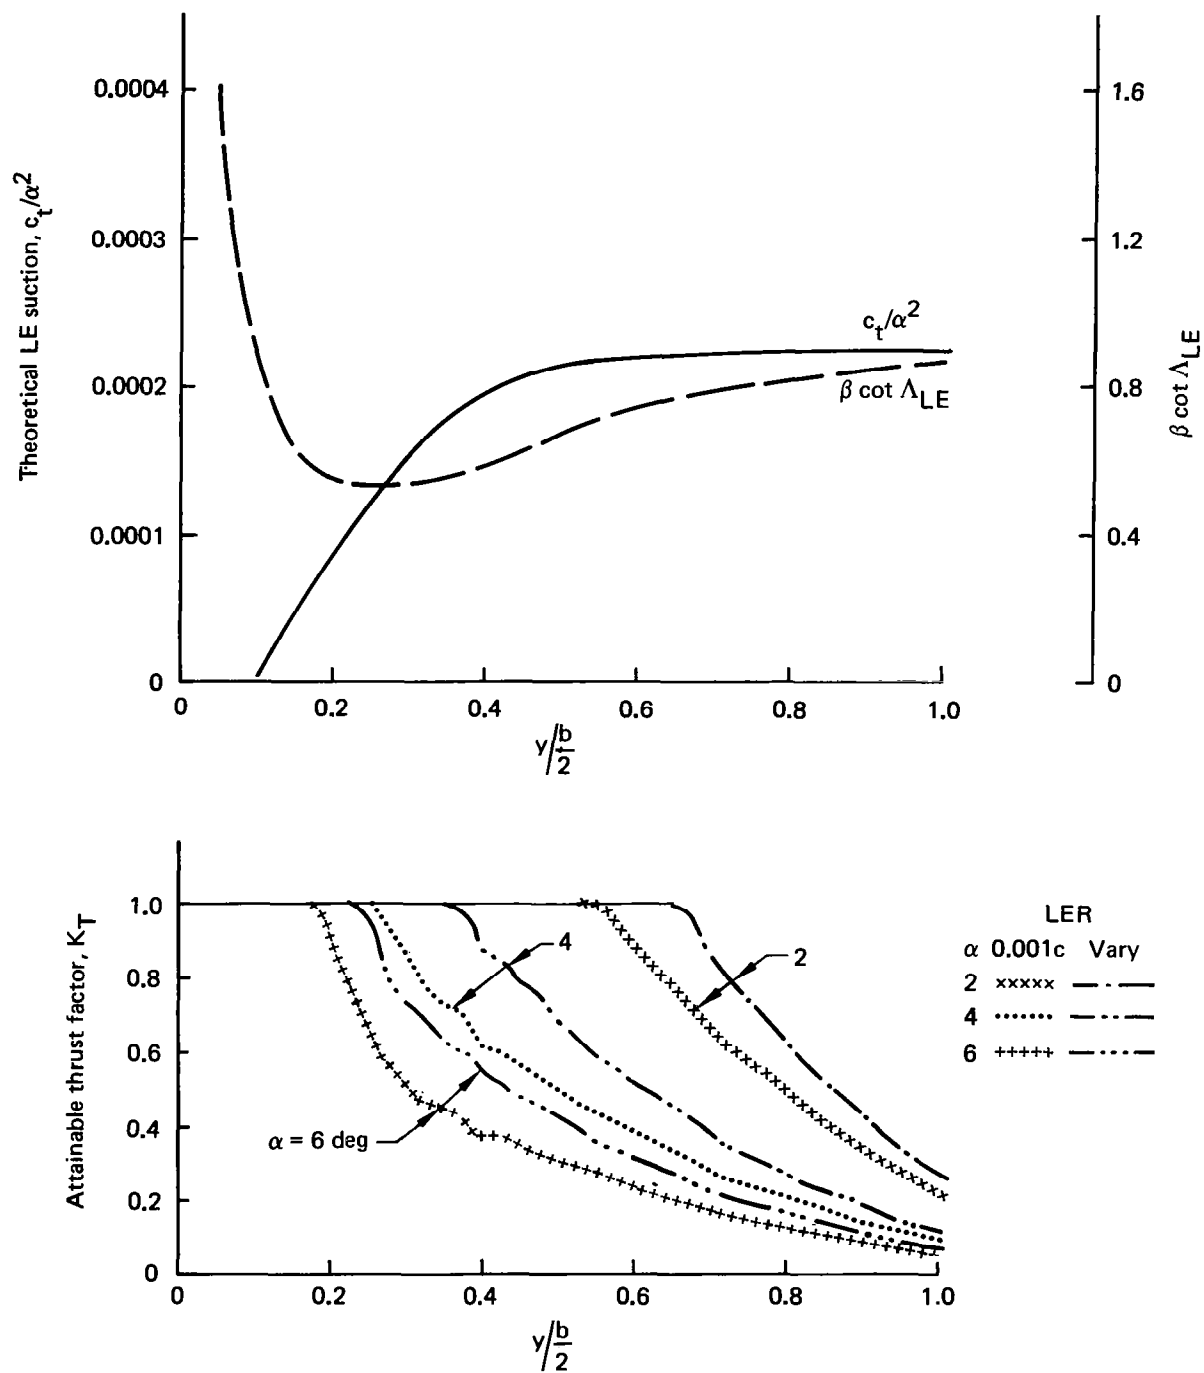 0.0004
0.0003
0.0002
0.0001
0
Theoretical LE suction, c_t/α²
1.6
1.2
0.8
0.4
0
β cot Λ_LE
c_t/α²
β cot Λ_LE
0 0.2 0.4 0.6 0.8 1.0
y/b/2
Attainable thrust factor, K_T
1.0
0.8
0.6
0.4
0.2
0
4
2
α = 6 deg
LER
α 0.001c Vary
2 xxxxx
4
6 +++++
0 0.2 0.4 0.6 0.8 1.0
y/b/2